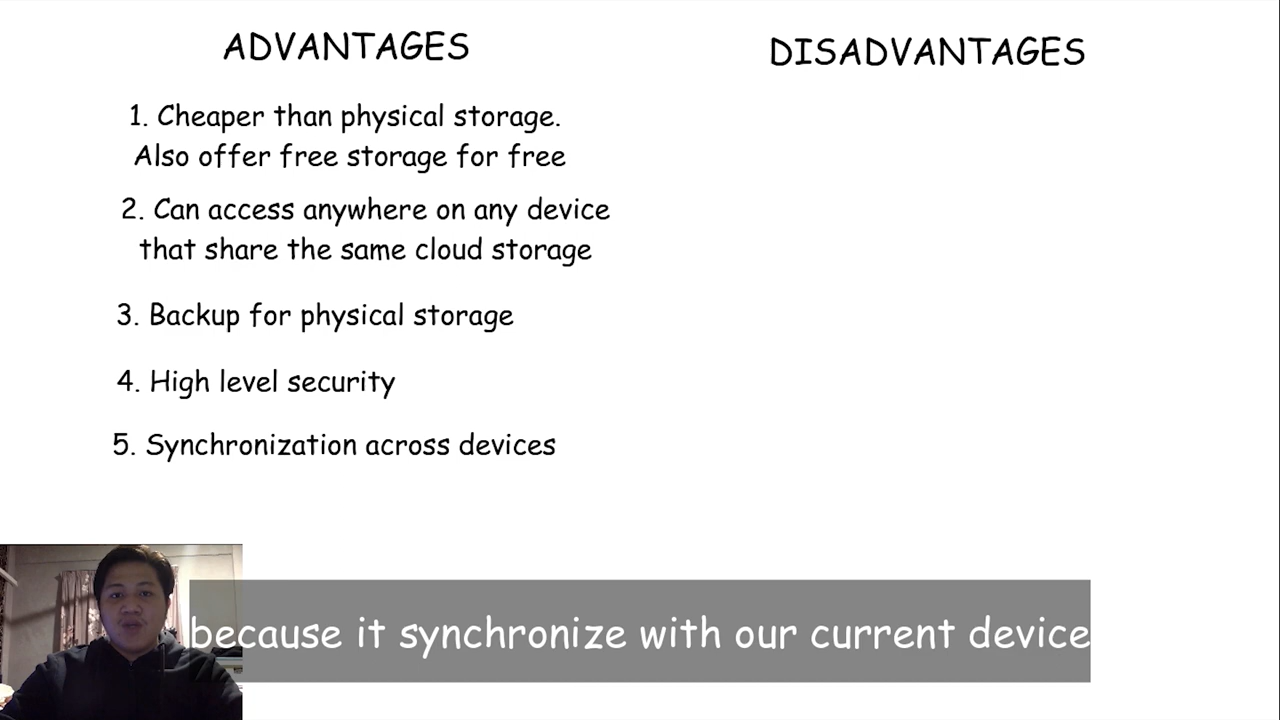 ADVANTAGES
1. Cheaper than physical storage.
Also offer free storage for free
2. Can access anywhere on any device
that share the same cloud storage
3. Backup for physical storage
4. High level security
5. Synchronization across devices
DISADVANTAGES
because it synchronize with our current device